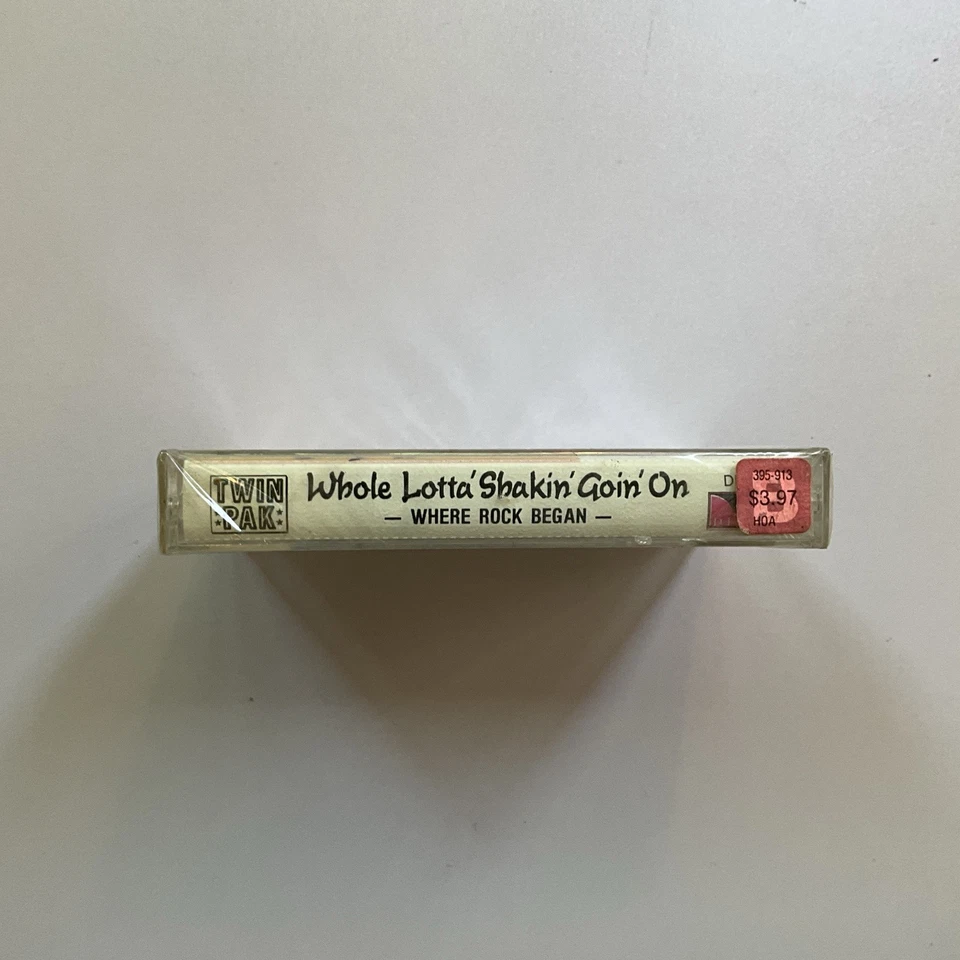 TWIN
PAK
Whole Lotta' Shakin' Goin' On
— WHERE ROCK BEGAN —
D
395-913
$3.97
HOA